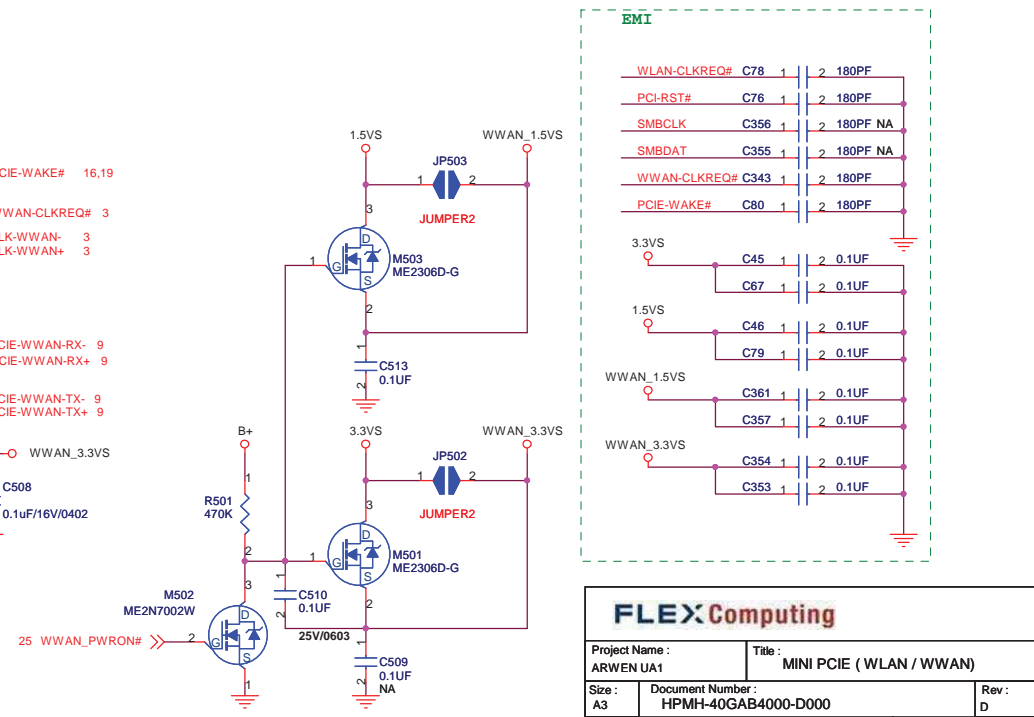 EMI
WLAN-CLKREQ# C78 1 2 180PF
PCI-RST# C76 1 2 180PF
SMBCLK C356 1 2 180PF NA
SMBDAT C355 1 2 180PF NA
WWAN-CLKREQ# C343 1 2 180PF
PCIE-WAKE# C80 1 2 180PF
3.3VS
C45 1 2 0.1UF
C67 1 2 0.1UF
1.5VS
C46 1 2 0.1UF
C79 1 2 0.1UF
WWAN_1.5VS
C361 1 2 0.1UF
C357 1 2 0.1UF
WWAN_3.3VS
C354 1 2 0.1UF
C353 1 2 0.1UF
CIE-WAKE# 16,19
WWAN-CLKREQ# 3
LK-WWAN- 3
LK-WWAN+ 3
CIE-WWAN-RX- 9
CIE-WWAN-RX+ 9
CIE-WWAN-TX- 9
CIE-WWAN-TX+ 9
WWAN_3.3VS
C508
0.1uF/16V/0402
1.5VS
WWAN_1.5VS
JP503
1 2
JUMPER2
3
D
1
G
M503
ME2306D-G
S
2
1
C513
0.1UF
2
B+
1
R501
470K
2
3.3VS
WWAN_3.3VS
JP502
1 2
JUMPER2
3
D
1
G
M501
ME2306D-G
S
2
1
C510
0.1UF
2
25V/0603
1
C509
0.1UF
2
NA
M502
ME2N7002W
3
D
25 WWAN_PWRON# 2
G
S
1
FLEX Computing
Project Name :
ARWEN UA1
Title :
MINI PCIE ( WLAN / WWAN)
Size :
A3
Document Number :
HPMH-40GAB4000-D000
Rev :
D